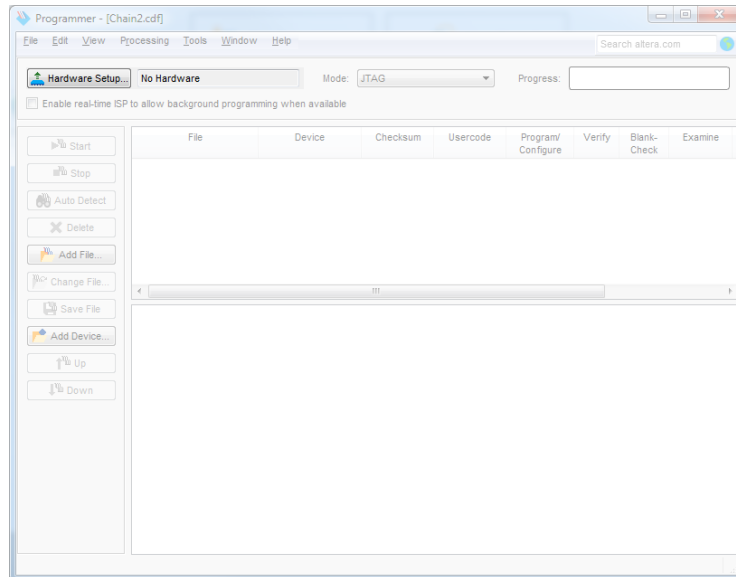 Programmer - [Chain2.cdf]
File Edit View Processing Tools Window Help
Search altera.com
Hardware Setup... No Hardware Mode: JTAG Progress:
Enable real-time ISP to allow background programming when available
File Device Checksum Usercode Program/ Configure Verify Blank- Check Examine
Start
Stop
Auto Detect
Delete
Add File...
Change File...
Save File
Add Device...
Up
Down